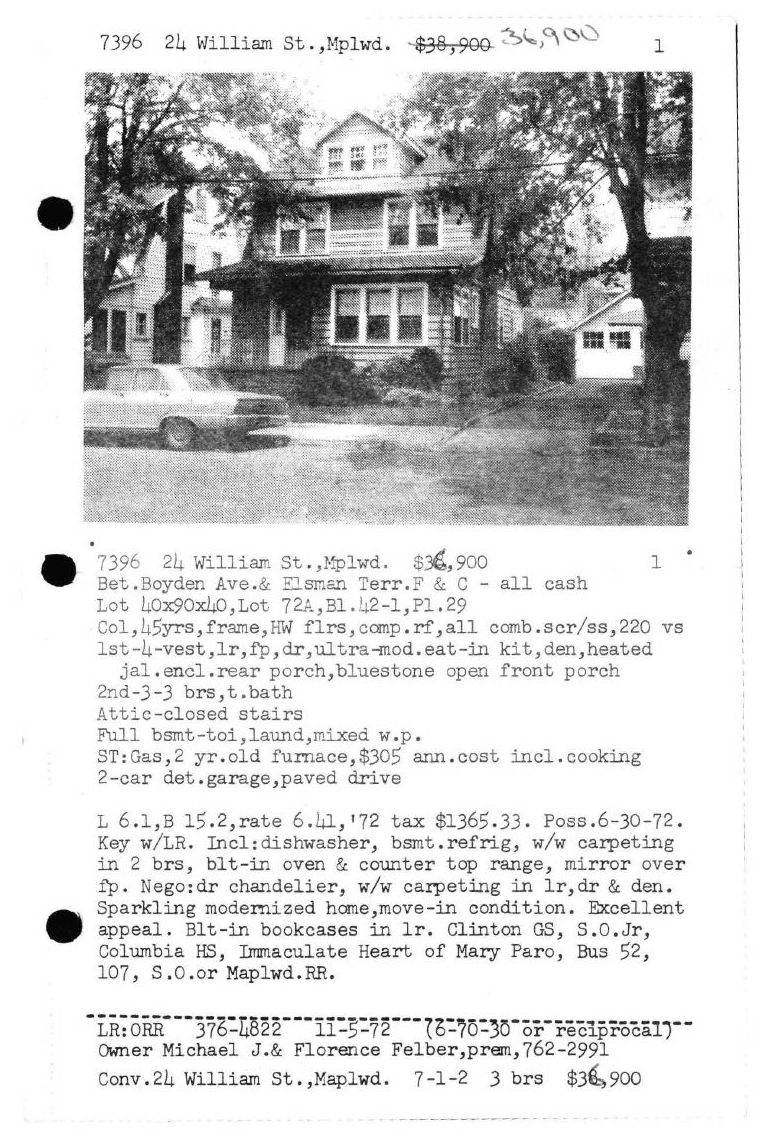 7396 24 William St.,Mplwd. $38,900 36,900 1
7396 24 William St.,Mplwd. $36,900 1
Bet.Boyden Ave.& Elsman Terr.F & C - all cash
Lot 40x90x40,Lot 72A,Bl.42-1,Pl.29
Col,45yrs,frame,HW flrs,comp.rf,all comb.scr/ss,220 vs
1st-4-vest,lr,fp,dr,ultra-mod.eat-in kit,den,heated
jal.encl.rear porch,bluestone open front porch
2nd-3-3 brs,t.bath
Attic-closed stairs
Full bsmt-toi,laund,mixed w.p.
ST:Gas,2 yr.old furnace,$305 ann.cost incl.cooking
2-car det.garage,paved drive
L 6.1,B 15.2,rate 6.41,'72 tax $1365.33. Poss.6-30-72.
Key w/LR. Incl:dishwasher, bsmt.refrig, w/w carpeting
in 2 brs, blt-in oven & counter top range, mirror over
fp. Nego:dr chandelier, w/w carpeting in lr,dr & den.
Sparkling modernized home,move-in condition. Excellent
appeal. Blt-in bookcases in lr. Clinton GS, S.O.Jr,
Columbia HS, Immaculate Heart of Mary Paro, Bus 52,
107, S.O.or Maplwd.RR.
LR:ORR 376-4822 11-5-72 (6-70-30 or reciprocal)
Owner Michael J.& Florence Felber,prem,762-2991
Conv.24 William St.,Maplwd. 7-1-2 3 brs $36,900